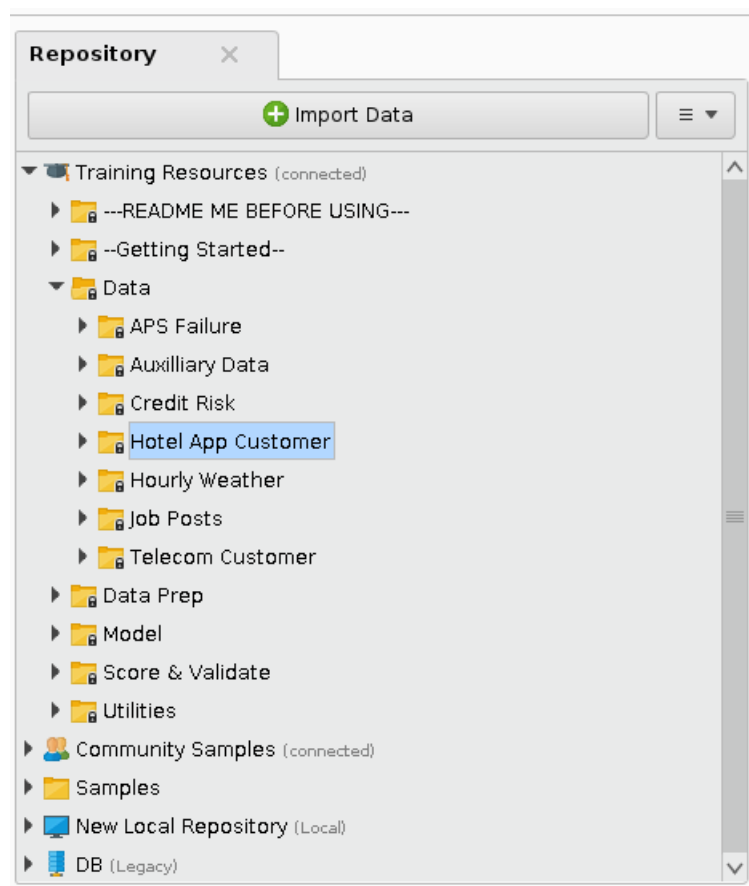 Repository
Import Data
Training Resources (connected)
---README ME BEFORE USING---
--Getting Started--
Data
APS Failure
Auxilliary Data
Credit Risk
Hotel App Customer
Hourly Weather
Job Posts
Telecom Customer
Data Prep
Model
Score & Validate
Utilities
Community Samples (connected)
Samples
New Local Repository (Local)
DB (Legacy)